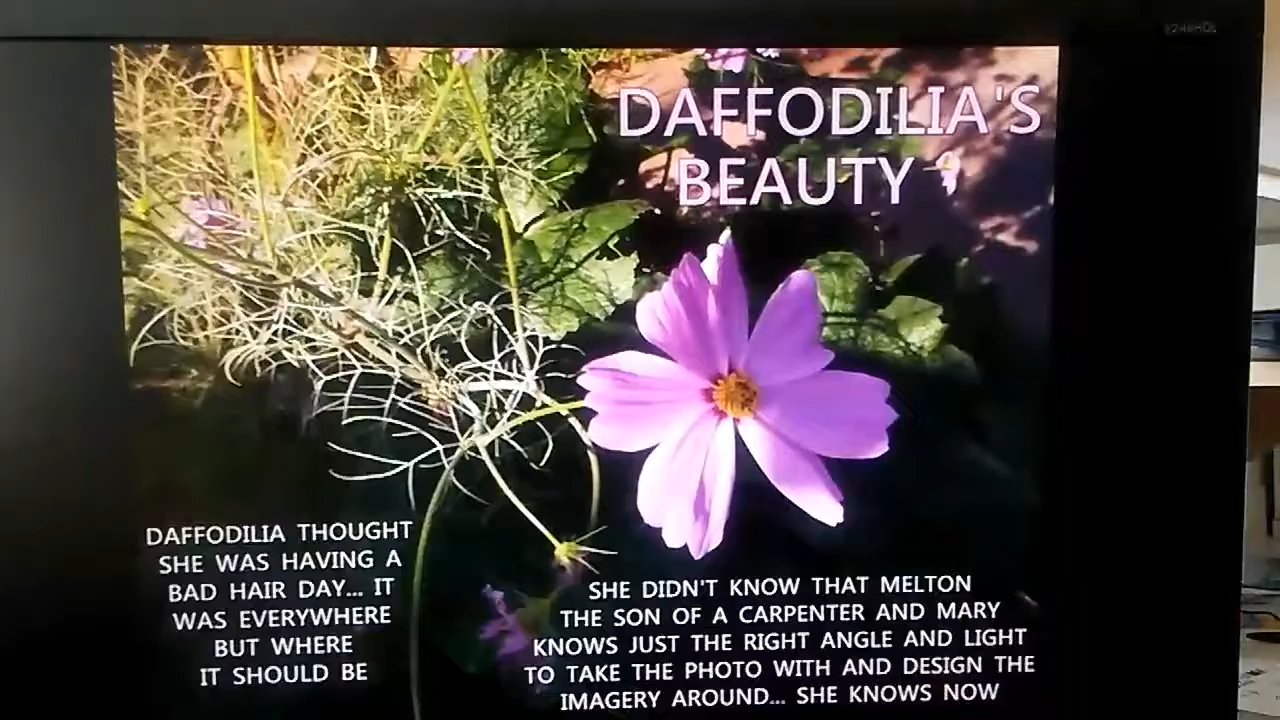 DAFFODILIA'S
BEAUTY
DAFFODILIA THOUGHT
SHE WAS HAVING A
BAD HAIR DAY... IT
WAS EVERYWHERE
BUT WHERE
IT SHOULD BE
SHE DIDN'T KNOW THAT MELTON
THE SON OF A CARPENTER AND MARY
KNOWS JUST THE RIGHT ANGLE AND LIGHT
TO TAKE THE PHOTO WITH AND DESIGN THE
IMAGERY AROUND... SHE KNOWS NOW